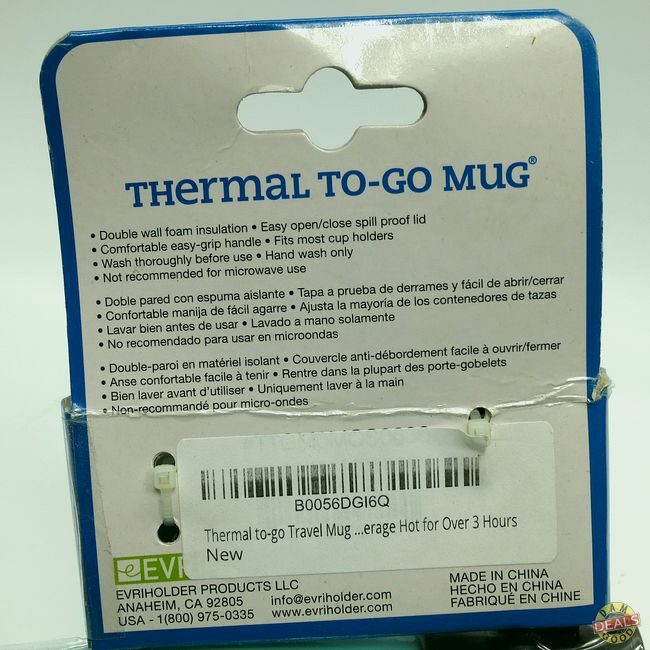 THermaL TO-GO MUG®
• Double wall foam insulation • Easy open/close spill proof lid
• Comfortable easy-grip handle • Fits most cup holders
• Wash thoroughly before use • Hand wash only
• Not recommended for microwave use
• Doble pared con espuma aislante • Tapa a prueba de derrames y fácil de abrir/cerrar
• Confortable manija de fácil agarre • Ajusta la mayoría de los contenedores de tazas
• Lavar bien antes de usar • Lavado a mano solamente
• No recomendado para usar en microondas
• Double-paroi en matériel isolant • Couvercle anti-débordement facile à ouvrir/fermer
• Anse confortable facile à tenir • Rentre dans la plupart des porte-gobelets
• Bien laver avant d'utiliser • Uniquement laver à la main
• Non-recommandé pour micro-ondes
B0056DGI6Q
Thermal to-go Travel Mug ...erage Hot for Over 3 Hours
New
EVR
EVRIHOLDER PRODUCTS LLC
ANAHEIM, CA 92805 info@evriholder.com
USA - 1(800) 975-0335 www.evriholder.com
MADE IN CHINA
HECHO EN CHINA
FABRIQUÉ EN CHINE
DAM
GOOD
DEALS